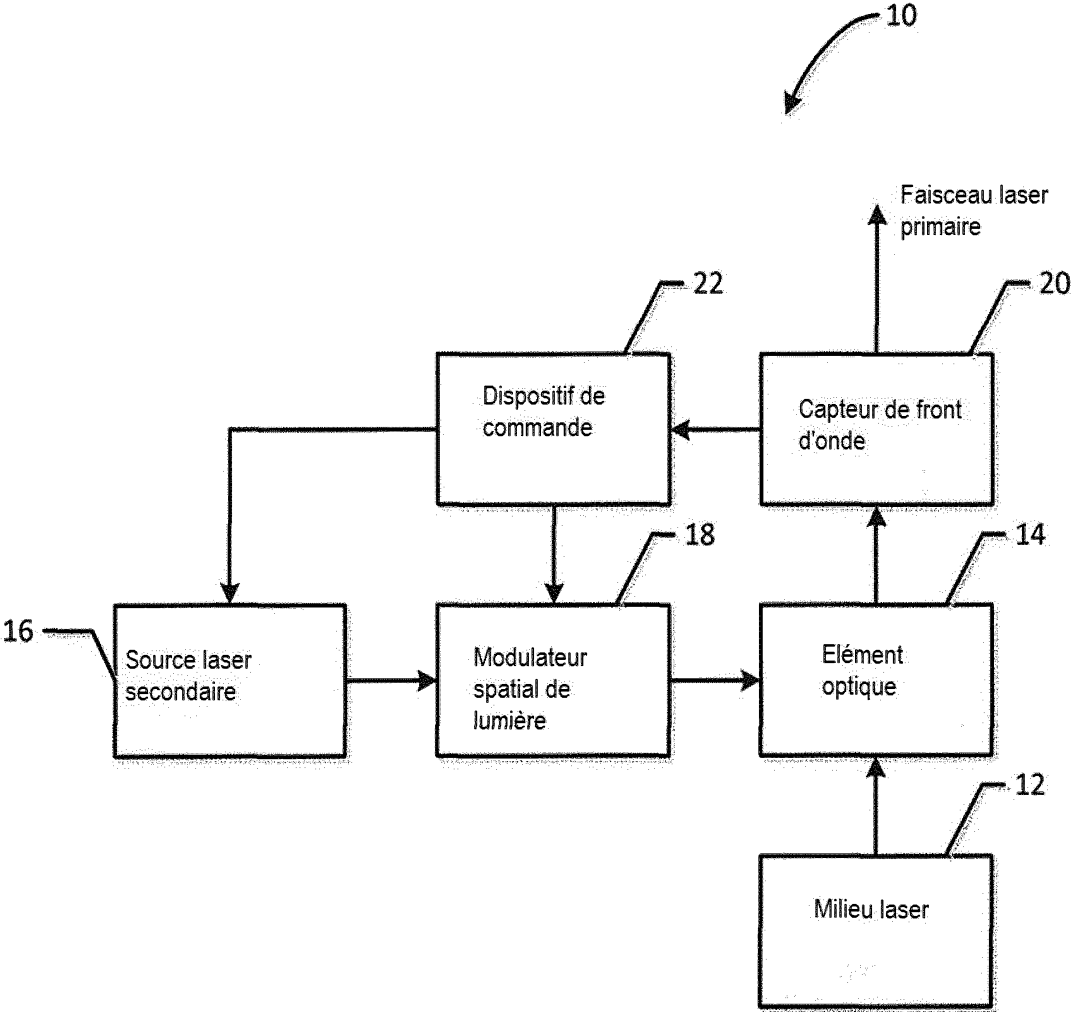 10
Faisceau laser
primaire
22
20
Dispositif de
commande
Capteur de front
d'onde
18
14
16
Source laser
secondaire
Modulateur
spatial de
lumière
Elément
optique
12
Milieu laser